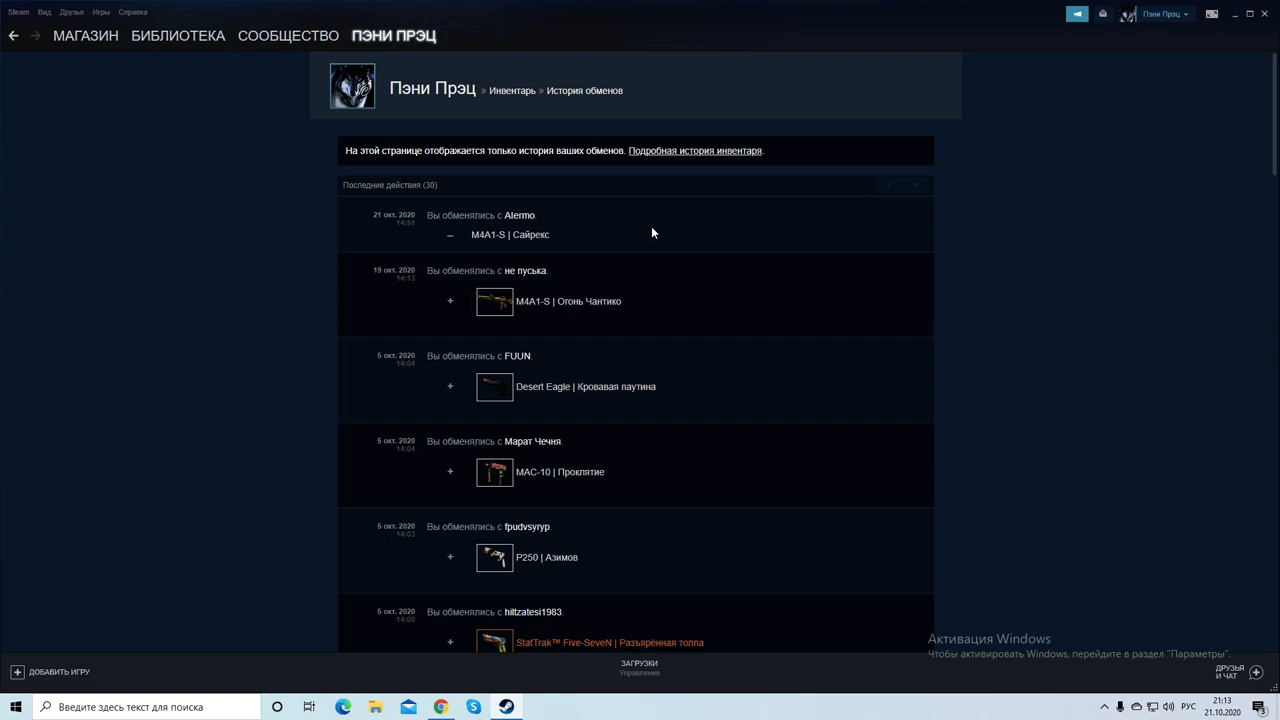 Steam Вид Друзья Игры Справка
Пэни Прэц
МАГАЗИН БИБЛИОТЕКА СООБЩЕСТВО ПЭНИ ПРЭЦ
Пэни Прэц » Инвентарь » История обменов
На этой странице отображается только история ваших обменов. Подробная история инвентаря.
Последние действия (30)
21 окт. 2020 Вы обменялись с Alermo.
14:51
– M4A1-S | Сайрекс
19 окт. 2020 Вы обменялись с не пуська.
14:13
+ M4A1-S | Огонь Чантико
5 окт. 2020 Вы обменялись с FUUN.
14:04
+ Desert Eagle | Кровавая паутина
5 окт. 2020 Вы обменялись с Марат Чечня.
14:04
+ MAC-10 | Проклятие
5 окт. 2020 Вы обменялись с fpudvsyryp.
14:03
+ P250 | Азимов
5 окт. 2020 Вы обменялись с hiltzatesi1983.
14:00
+ StatTrak™ Five-SeveN | Разъярённая толпа
Активация Windows
Чтобы активировать Windows, перейдите в раздел "Параметры".
ДОБАВИТЬ ИГРУ
ЗАГРУЗКИ
Управление
ДРУЗЬЯ
И ЧАТ
Введите здесь текст для поиска
РУС
21:13
21.10.2020
3